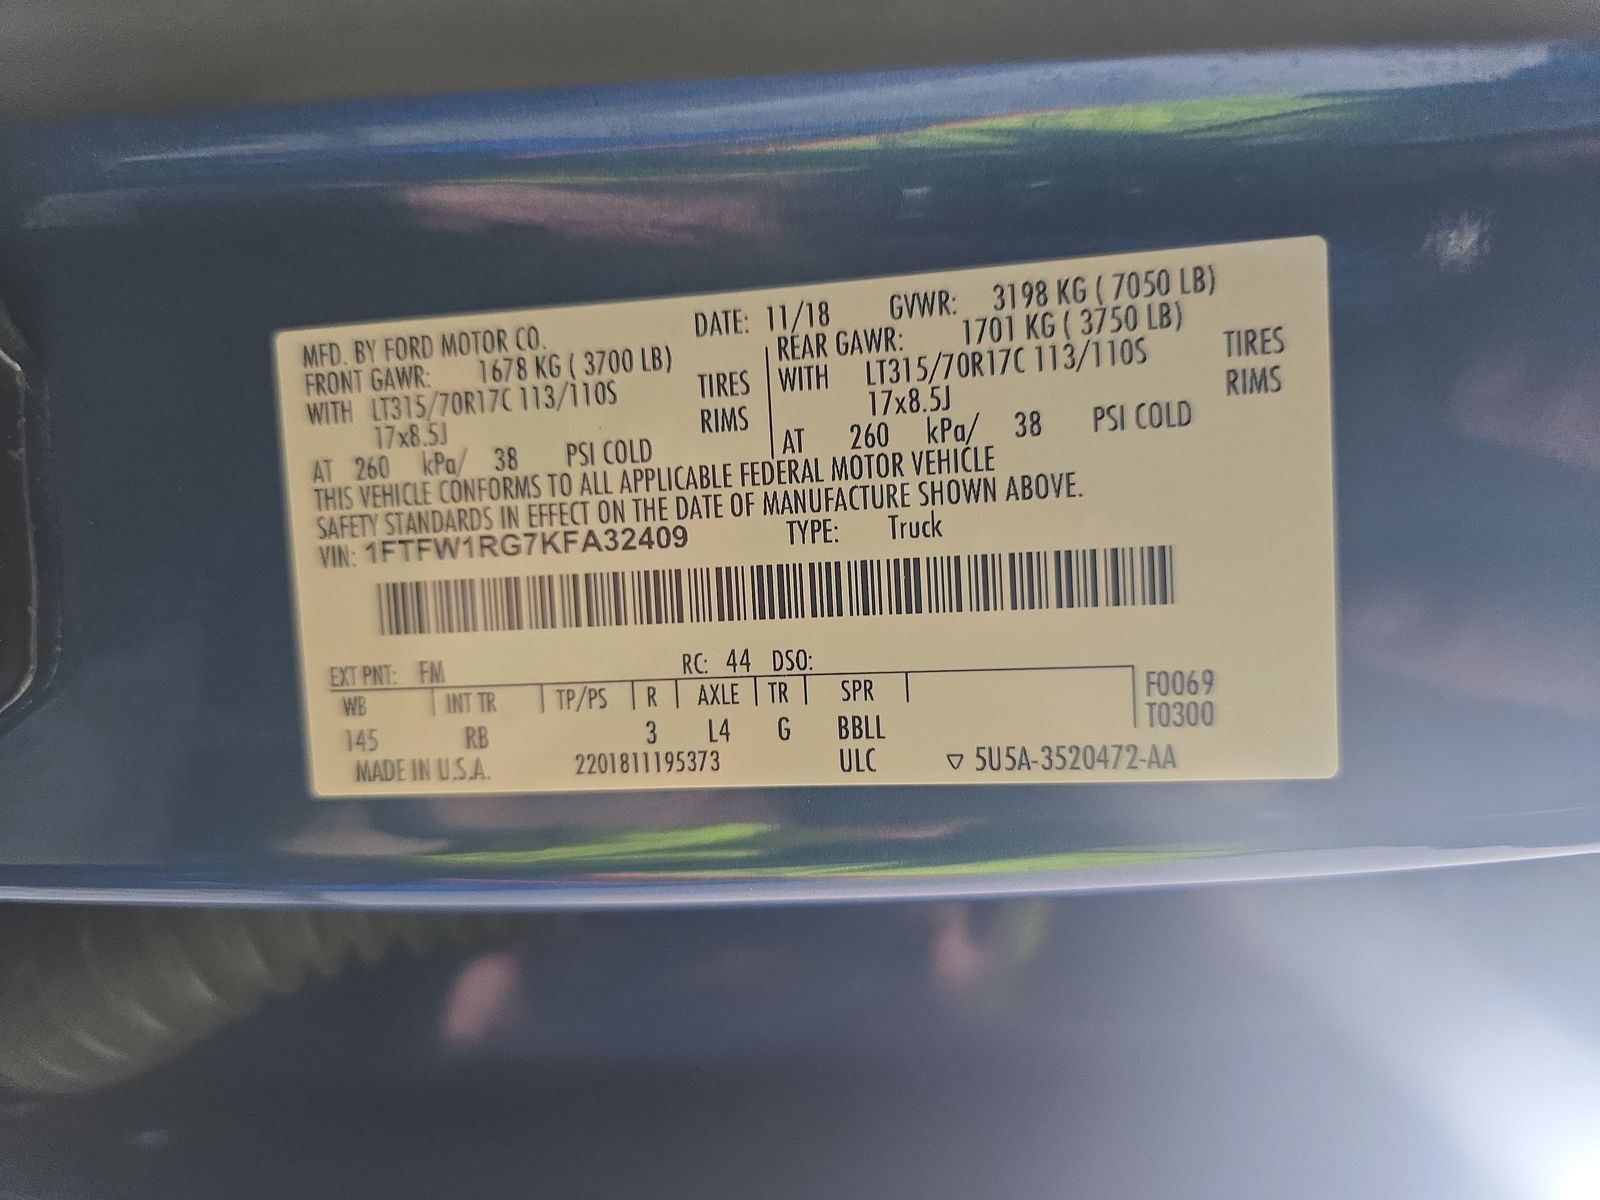 MFD. BY FORD MOTOR CO. DATE: 11/18 GVWR: 3198 KG ( 7050 LB)
FRONT GAWR: 1678 KG ( 3700 LB) REAR GAWR: 1701 KG ( 3750 LB)
WITH LT315/70R17C 113/110S TIRES WITH LT315/70R17C 113/110S TIRES
17x8.5J RIMS 17x8.5J RIMS
AT 260 kPa/ 38 PSI COLD AT 260 kPa/ 38 PSI COLD
THIS VEHICLE CONFORMS TO ALL APPLICABLE FEDERAL MOTOR VEHICLE
SAFETY STANDARDS IN EFFECT ON THE DATE OF MANUFACTURE SHOWN ABOVE.
VIN: 1FTFW1RG7KFA32409 TYPE: Truck
EXT PNT: FM RC: 44 DSO:
WB INT TR TP/PS R AXLE TR SPR F0069
145 RB 3 L4 G BBLL T0300
MADE IN U.S.A. 2201811195373 ULC ▽ 5U5A-3520472-AA